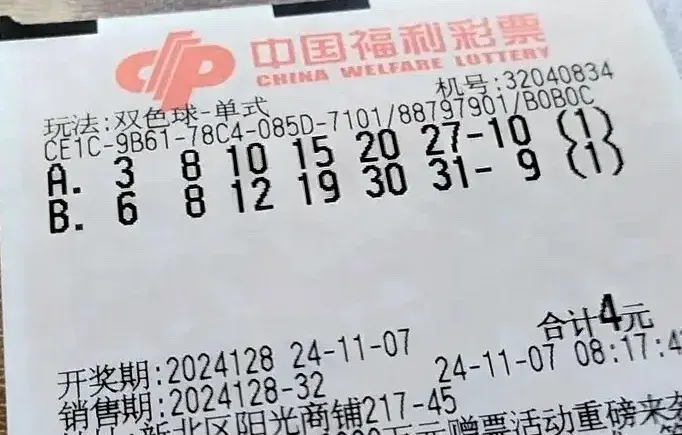 中国福利彩票
CHINA WELFARE LOTTERY
玩法:双色球-单式 机号:32040834
CE1C-9B61-78C4-085D-7101/88797901/B0B0C
A. 3 8 10 15 20 27-10 (1)
B. 6 8 12 19 30 31- 9 (1)
合计4元
开奖期:2024128 24-11-07 24-11-07 08:17:4
销售期:2024128-32
新北区阳光商铺217-45
万元赠票活动重磅来